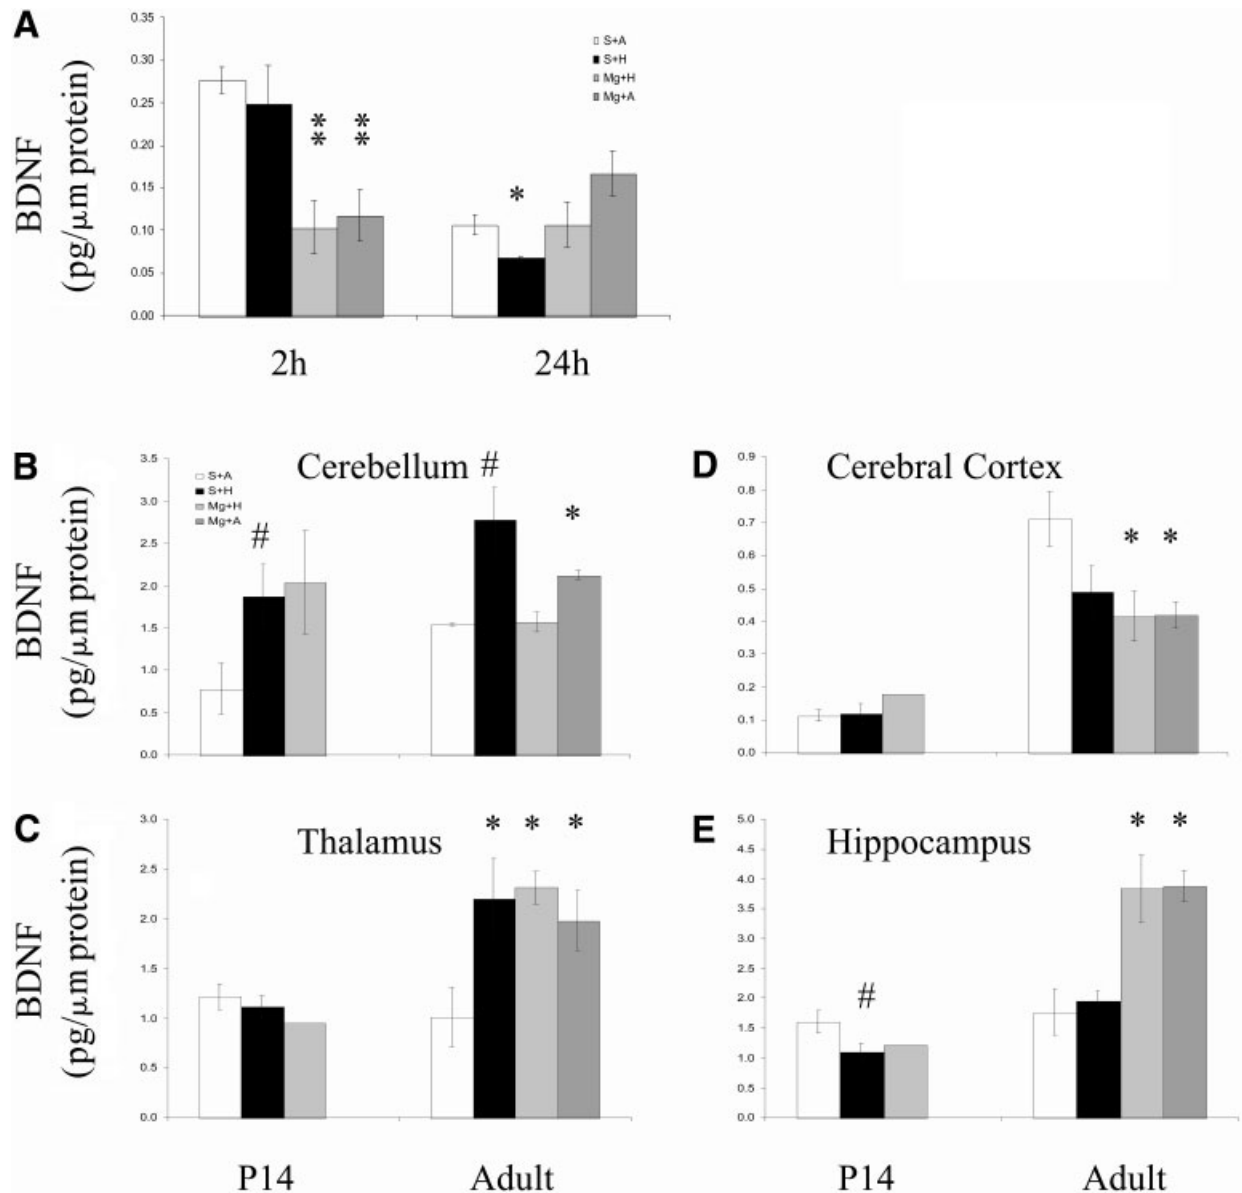 A
BDNF
(pg/μm protein)
0.35
0.30
0.25
0.20
0.15
0.10
0.05
0.00
S+A
S+H
Mg+H
Mg+A
**
**
*
2h
24h
B
BDNF
(pg/μm protein)
3.5
3.0
2.5
2.0
1.5
1.0
0.5
0.0
Cerebellum
S+A
S+H
Mg+H
Mg+A
#
#
*
D
0.9
0.8
0.7
0.6
0.5
0.4
0.3
0.2
0.1
0.0
Cerebral Cortex
* *
C
BDNF
(pg/μm protein)
3.0
2.5
2.0
1.5
1.0
0.5
0.0
Thalamus
* * *
P14
Adult
E
5.0
4.5
4.0
3.5
3.0
2.5
2.0
1.5
1.0
0.5
0.0
Hippocampus
#
* *
P14
Adult